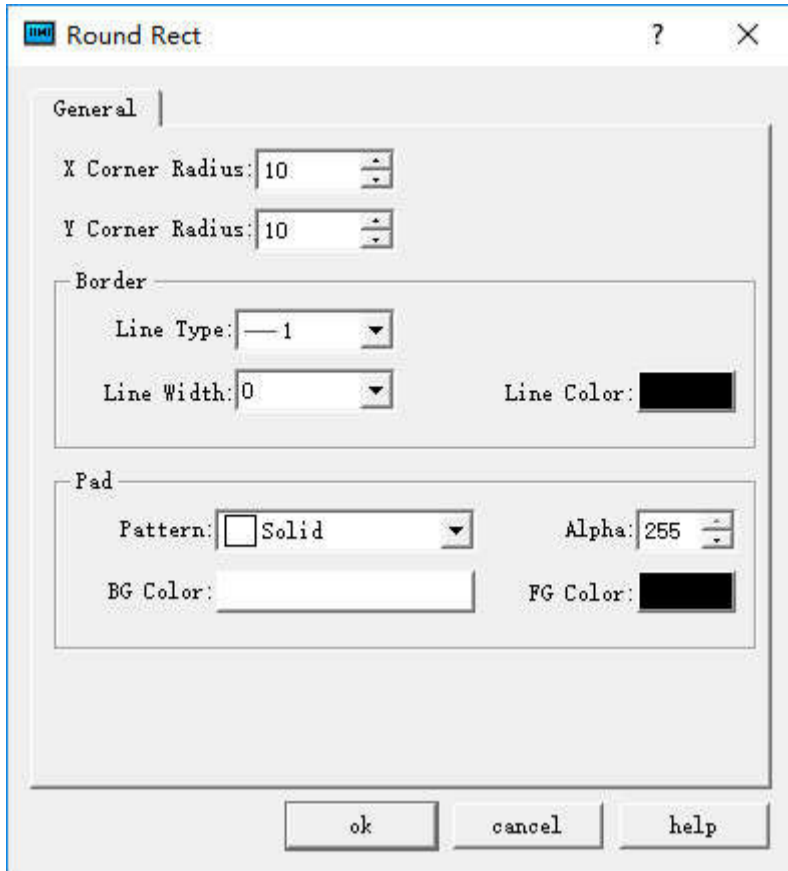 Round Rect ?
General
X Corner Radius: 10
Y Corner Radius: 10
Border
Line Type: 1
Line Width: 0 Line Color:
Pad
Pattern: Solid Alpha: 255
BG Color: FG Color:
ok cancel help